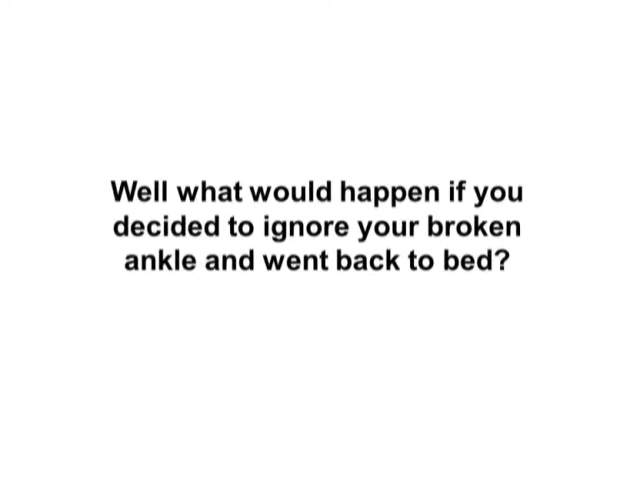 Well what would happen if you
decided to ignore your broken
ankle and went back to bed?